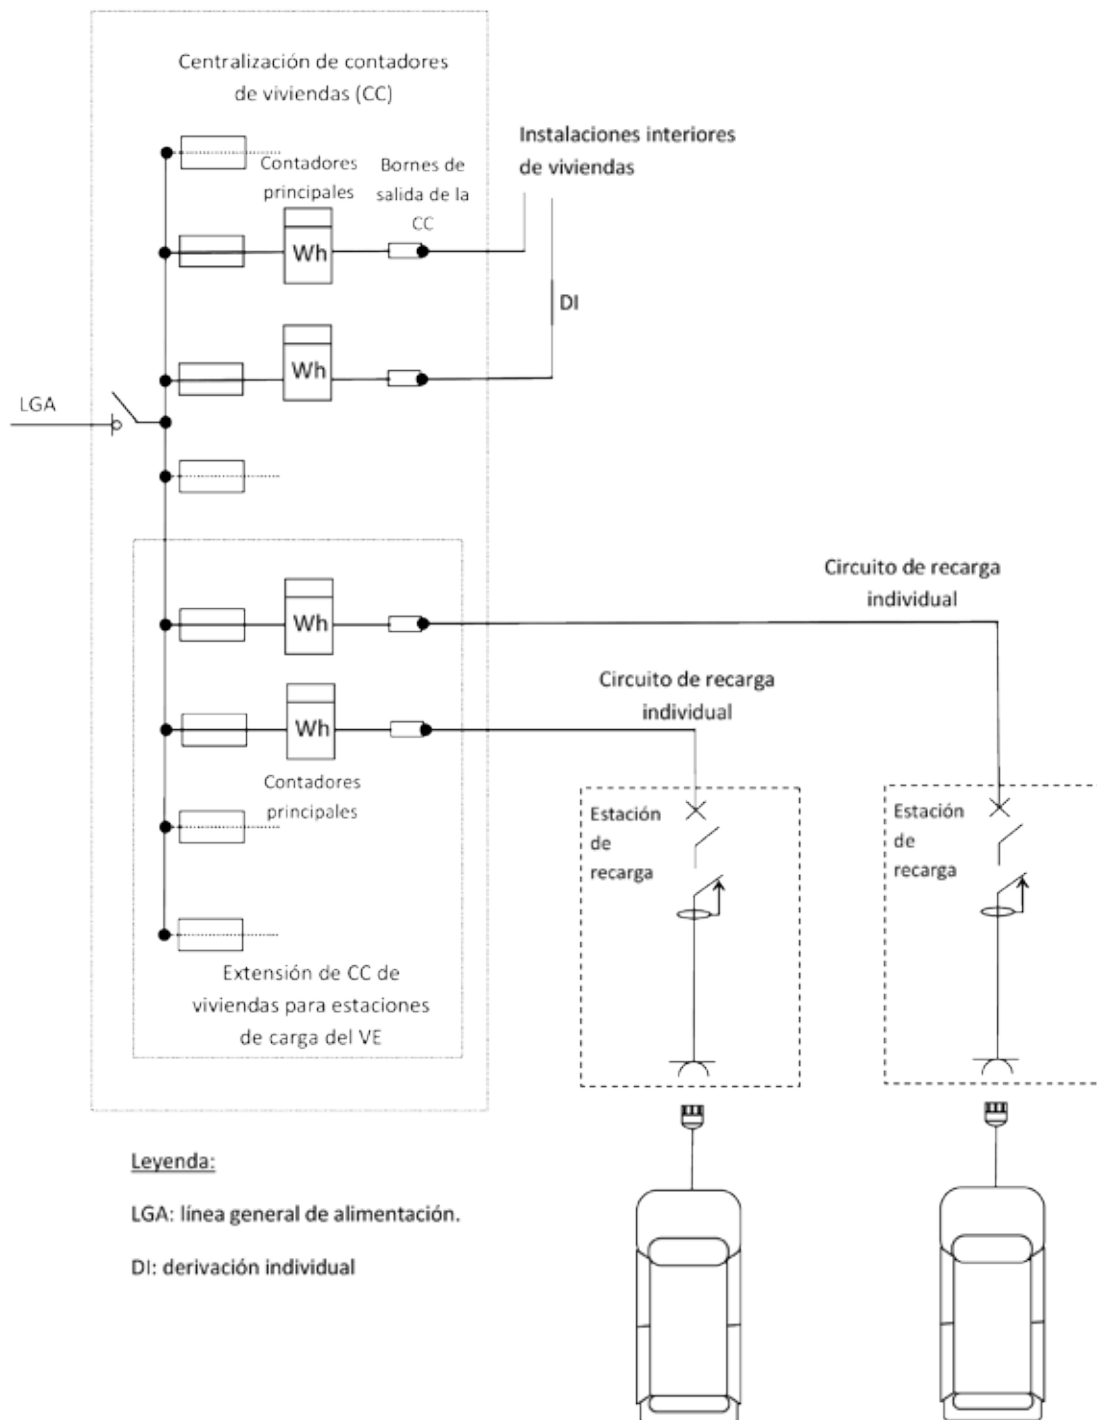 Centralización de contadores
de viviendas (CC)
Instalaciones interiores
de viviendas
Contadores
principales
Bornes de
salida de la
CC
Wh
DI
Wh
LGA
Circuito de recarga
individual
Wh
Circuito de recarga
individual
Wh
Contadores
principales
Estación
de
recarga
Estación
de
recarga
Extensión de CC de
viviendas para estaciones
de carga del VE
Leyenda:
LGA: línea general de alimentación.
DI: derivación individual